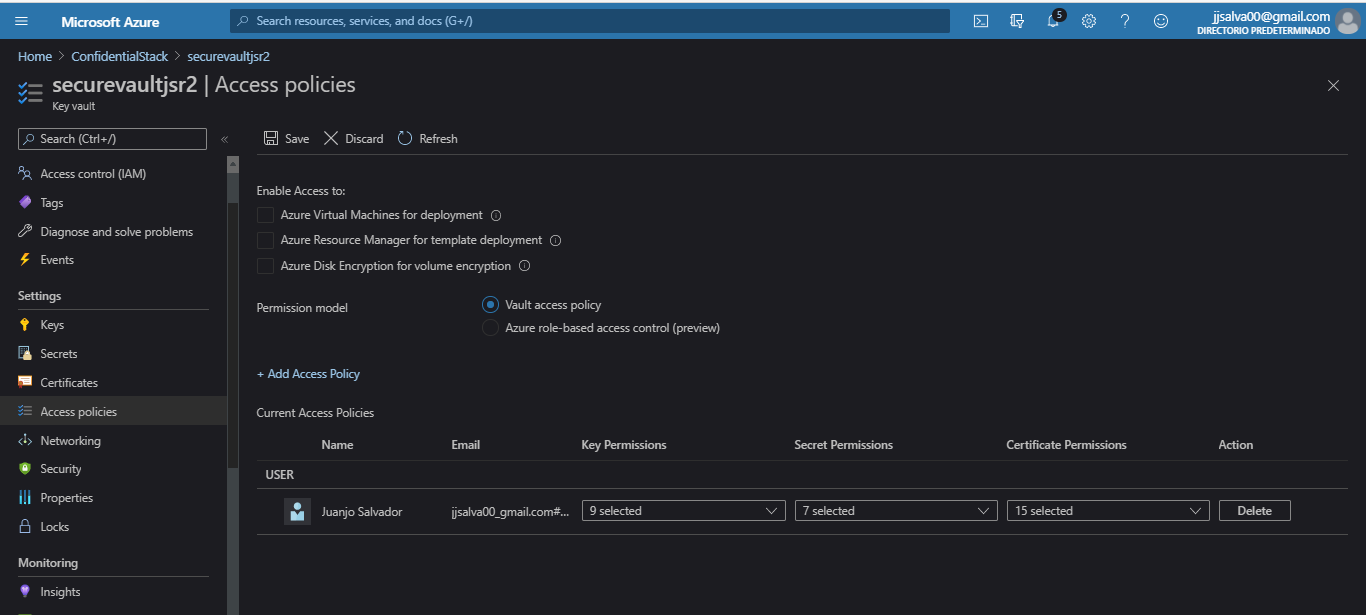 Microsoft Azure
Search resources, services, and docs (G+/)
5
jjsalva00@gmail.com
DIRECTORIO PREDETERMINADO
Home > ConfidentialStack > securevaultjsr2
securevaultjsr2 | Access policies
Key vault
Search (Ctrl+/)
«
Access control (IAM)
Tags
Diagnose and solve problems
Events
Settings
Keys
Secrets
Certificates
Access policies
Networking
Security
Properties
Locks
Monitoring
Insights
Save Discard Refresh
Enable Access to:
Azure Virtual Machines for deployment
Azure Resource Manager for template deployment
Azure Disk Encryption for volume encryption
Permission model
Vault access policy
Azure role-based access control (preview)
+ Add Access Policy
Current Access Policies
Name Email Key Permissions Secret Permissions Certificate Permissions Action
USER
Juanjo Salvador jjsalva00_gmail.com#... 9 selected 7 selected 15 selected Delete